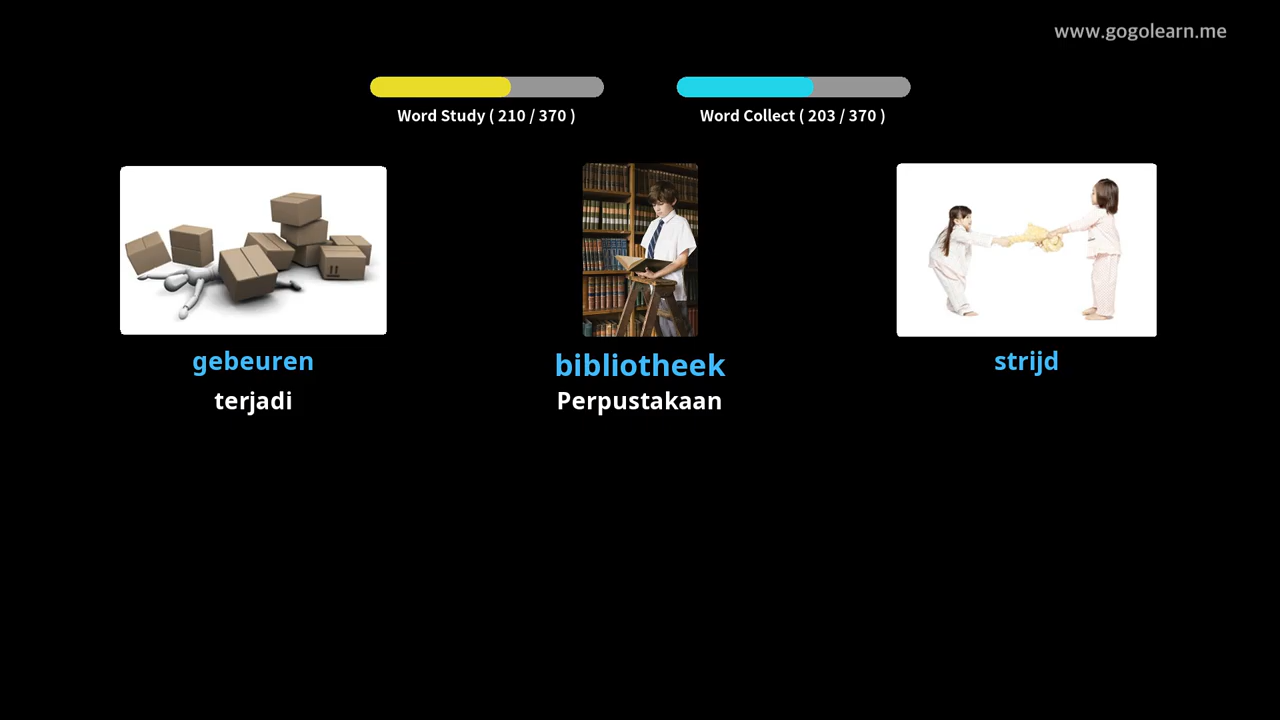 www.gogolearn.me
Word Study ( 210 / 370 )
Word Collect ( 203 / 370 )
gebeuren
terjadi
bibliotheek
Perpustakaan
strijd